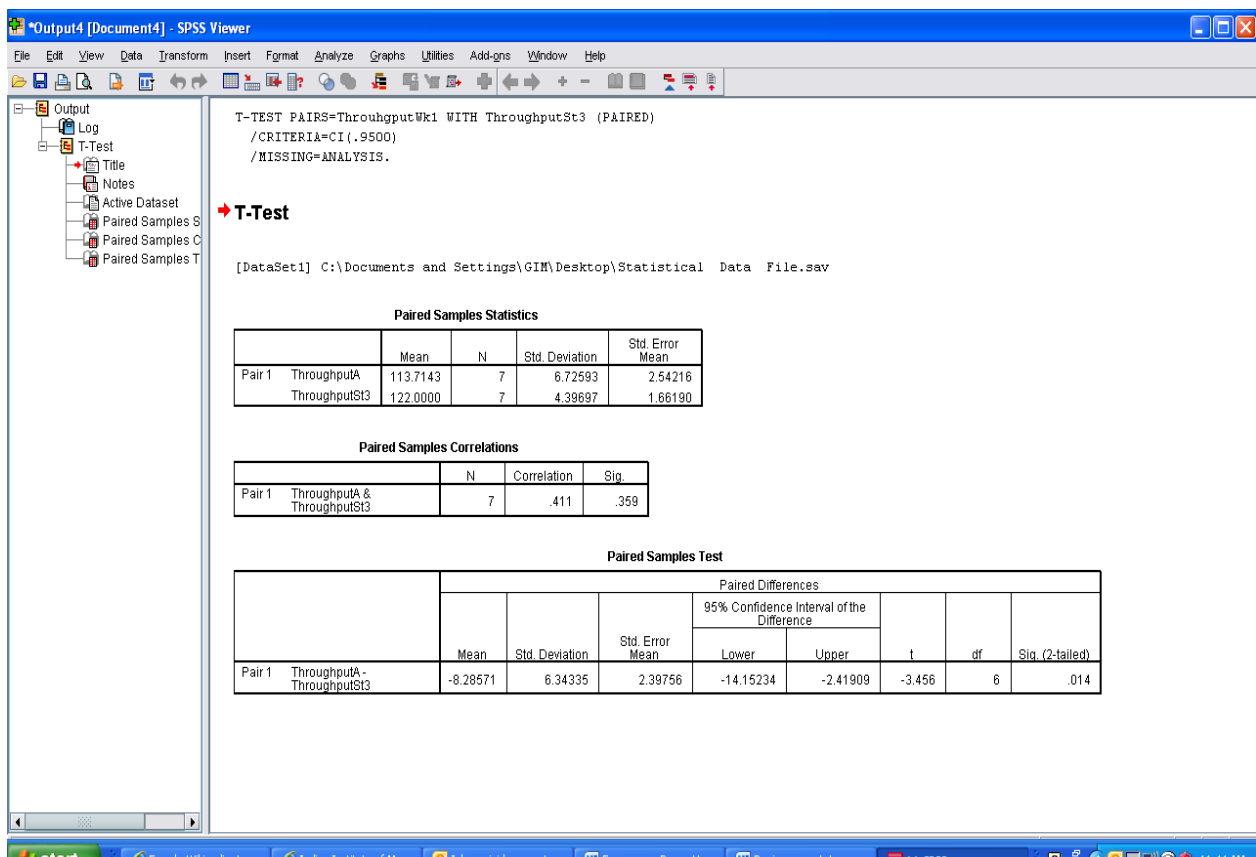 *Output4 [Document4] - SPSS Viewer
File Edit View Data Transform Insert Format Analyze Graphs Utilities Add-ons Window Help
Output
Log
T-Test
Title
Notes
Active Dataset
Paired Samples S
Paired Samples C
Paired Samples T
T-TEST PAIRS=ThrouhgputWk1 WITH ThroughputSt3 (PAIRED)
/CRITERIA=CI(.9500)
/MISSING=ANALYSIS.
T-Test
[DataSet1] C:\Documents and Settings\GIM\Desktop\Statistical Data File.sav
Paired Samples Statistics
Mean N Std. Deviation Std. Error Mean
Pair 1 ThroughputA 113.7143 7 6.72593 2.54216
ThroughputSt3 122.0000 7 4.39697 1.66190
Paired Samples Correlations
N Correlation Sig.
Pair 1 ThroughputA & ThroughputSt3 7 .411 .359
Paired Samples Test
Paired Differences
95% Confidence Interval of the Difference
Mean Std. Deviation Std. Error Mean Lower Upper t df Sig. (2-tailed)
Pair 1 ThroughputA - ThroughputSt3 -8.28571 6.34335 2.39756 -14.15234 -2.41909 -3.456 6 .014